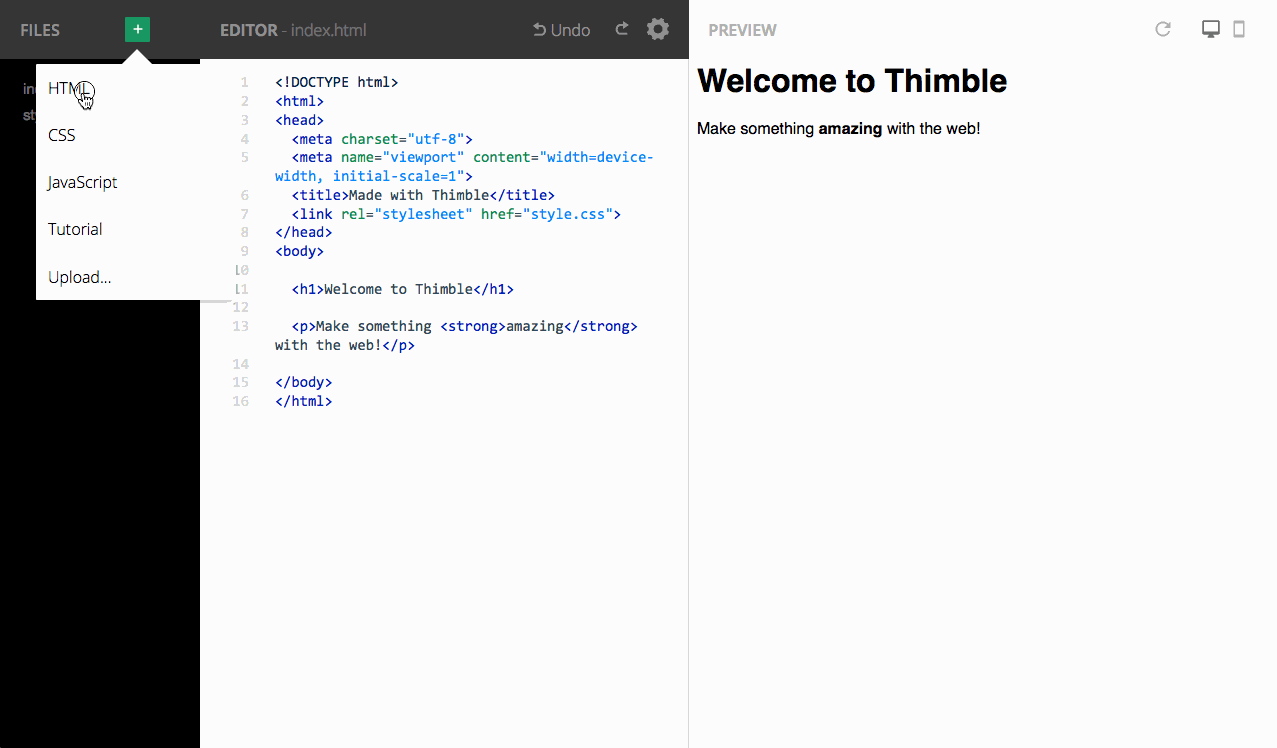 FILES
+
EDITOR - index.html
Undo
PREVIEW
HTML
CSS
JavaScript
Tutorial
Upload...
1 <!DOCTYPE html>
2 <html>
3 <head>
4 <meta charset="utf-8">
5 <meta name="viewport" content="width=device-
width, initial-scale=1">
6 <title>Made with Thimble</title>
7 <link rel="stylesheet" href="style.css">
8 </head>
9 <body>
10
11 <h1>Welcome to Thimble</h1>
12
13 <p>Make something <strong>amazing</strong>
with the web!</p>
14
15 </body>
16 </html>
Welcome to Thimble
Make something amazing with the web!